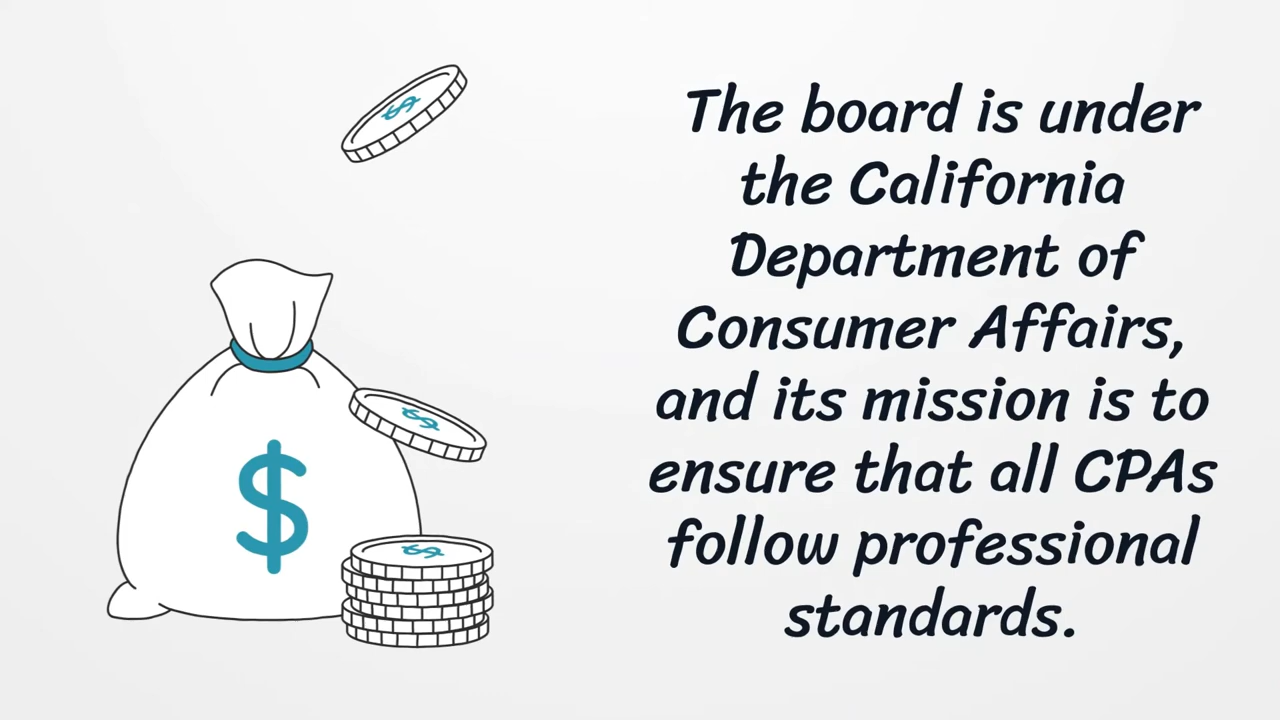 The board is under
the California
Department of
Consumer Affairs,
and its mission is to
ensure that all CPAs
follow professional
standards.
$
$
$
$